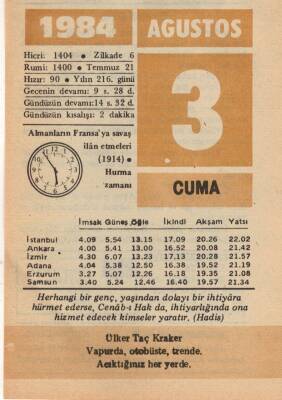 1984 AĞUSTOS
Hicrî: 1404 ● Zilkade 6
Rumî: 1400 ● Temmuz 21
Hızır: 90 ● Yılın 216. günü
Gecenin devamı: 9 s. 28 d.
Gündüzün devamı:14 s. 32 d.
Gündüzün kısalışı: 2 dakika
Almanların Fransa'ya savaş
ilân etmeleri
(1914) ●
Hurma
zamanı
3
CUMA
İmsak Güneş Öğle İkindi Akşam Yatsı
İstanbul 4.09 5.54 13.15 17.09 20.26 22.02
Ankara 4.00 5.41 13.00 16.52 20.08 21.42
İzmir 4.30 6.07 13.23 17.13 20.28 21.57
Adana 4.04 5.38 12.50 16.38 19.52 21.19
Erzurum 3.27 5.07 12.26 16.18 19.35 21.08
Samsun 3.40 5.24 12.46 16.40 19.57 21.34
Herhangi bir genç, yaşından dolayı bir ihtiyâra
hürmet ederse, Cenâb-ı Hak da, ihtiyarlığında ona
hizmet edecek kimseler yaratır. (Hadîs)
Ülker Taç Kraker
Vapurda, otobüste, trende.
Acıktığınız her yerde.